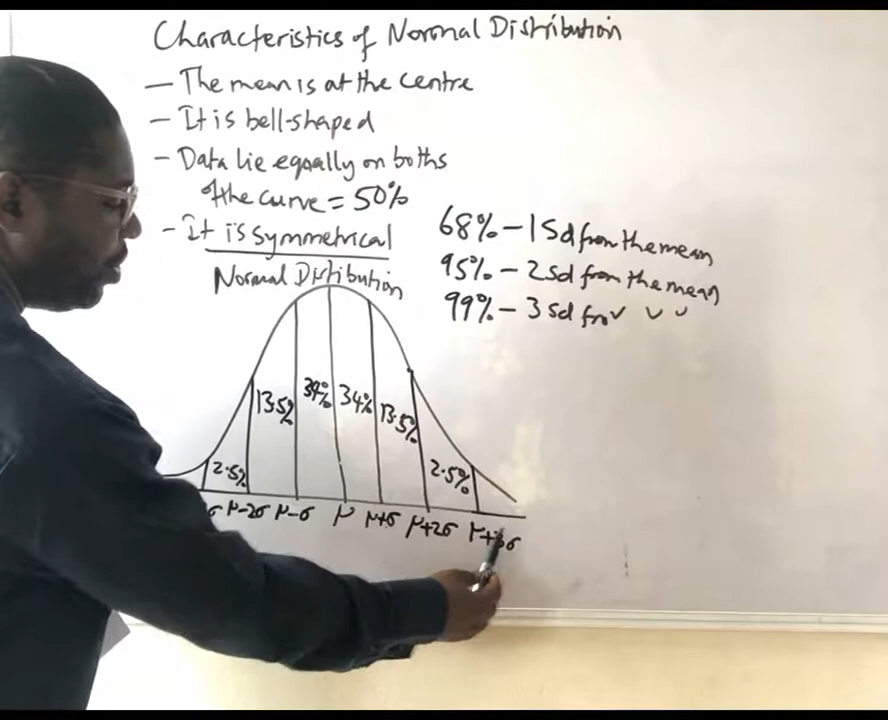 Characteristics of Normal Distribution
– The mean is at the centre
– It is bell-shaped
– Data lie equally on boths
of the curve = 50%
– It is symmetrical
68% – 1 Sd from the mean
95% – 2 Sd from the mean
99% – 3 Sd fro
Normal Distibution
13.5% 34% 34% 13.5%
2.5% 2.5%
σ μ-2σ μ-σ μ μ+σ μ+2σ μ+3σ